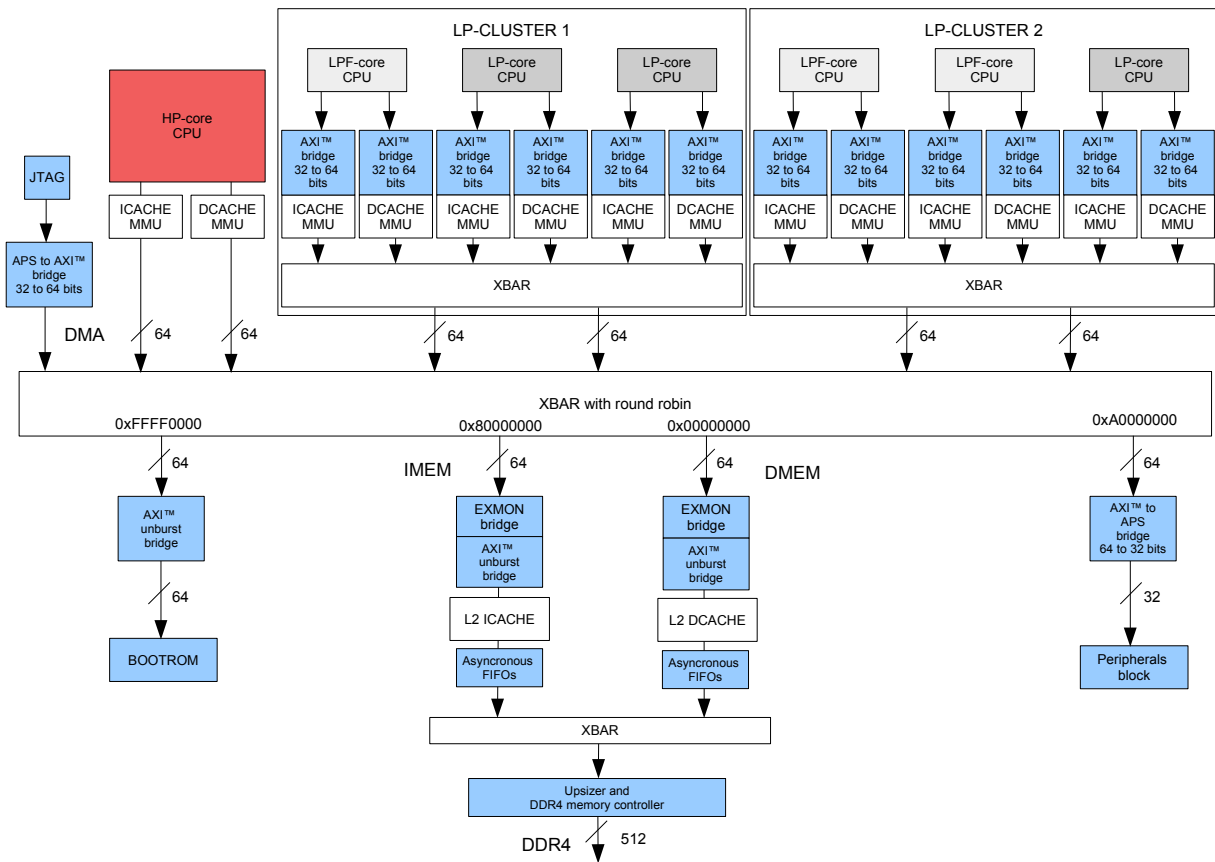 LP-CLUSTER 1
LP-CLUSTER 2
LPF-core
CPU
LP-core
CPU
LP-core
CPU
LPF-core
CPU
LPF-core
CPU
LP-core
CPU
HP-core
CPU
AXI™
bridge
32 to 64
bits
AXI™
bridge
32 to 64
bits
AXI™
bridge
32 to 64
bits
AXI™
bridge
32 to 64
bits
AXI™
bridge
32 to 64
bits
AXI™
bridge
32 to 64
bits
AXI™
bridge
32 to 64
bits
AXI™
bridge
32 to 64
bits
AXI™
bridge
32 to 64
bits
AXI™
bridge
32 to 64
bits
AXI™
bridge
32 to 64
bits
AXI™
bridge
32 to 64
bits
JTAG
ICACHE
MMU
DCACHE
MMU
ICACHE
MMU
DCACHE
MMU
ICACHE
MMU
DCACHE
MMU
ICACHE
MMU
DCACHE
MMU
ICACHE
MMU
DCACHE
MMU
ICACHE
MMU
DCACHE
MMU
ICACHE
MMU
DCACHE
MMU
APS to AXI™
bridge
32 to 64 bits
XBAR
XBAR
DMA
64
64
64
64
64
64
XBAR with round robin
0xFFFF0000
0x80000000
0x00000000
0xA0000000
64
IMEM
64
64
DMEM
64
AXI™
unburst
bridge
EXMON
bridge
AXI™
unburst
bridge
EXMON
bridge
AXI™
unburst
bridge
AXI™ to
APS
bridge
64 to 32 bits
64
32
L2 ICACHE
L2 DCACHE
BOOTROM
Asyncronous
FIFOs
Asyncronous
FIFOs
Peripherals
block
XBAR
Upsizer and
DDR4 memory controller
DDR4
512